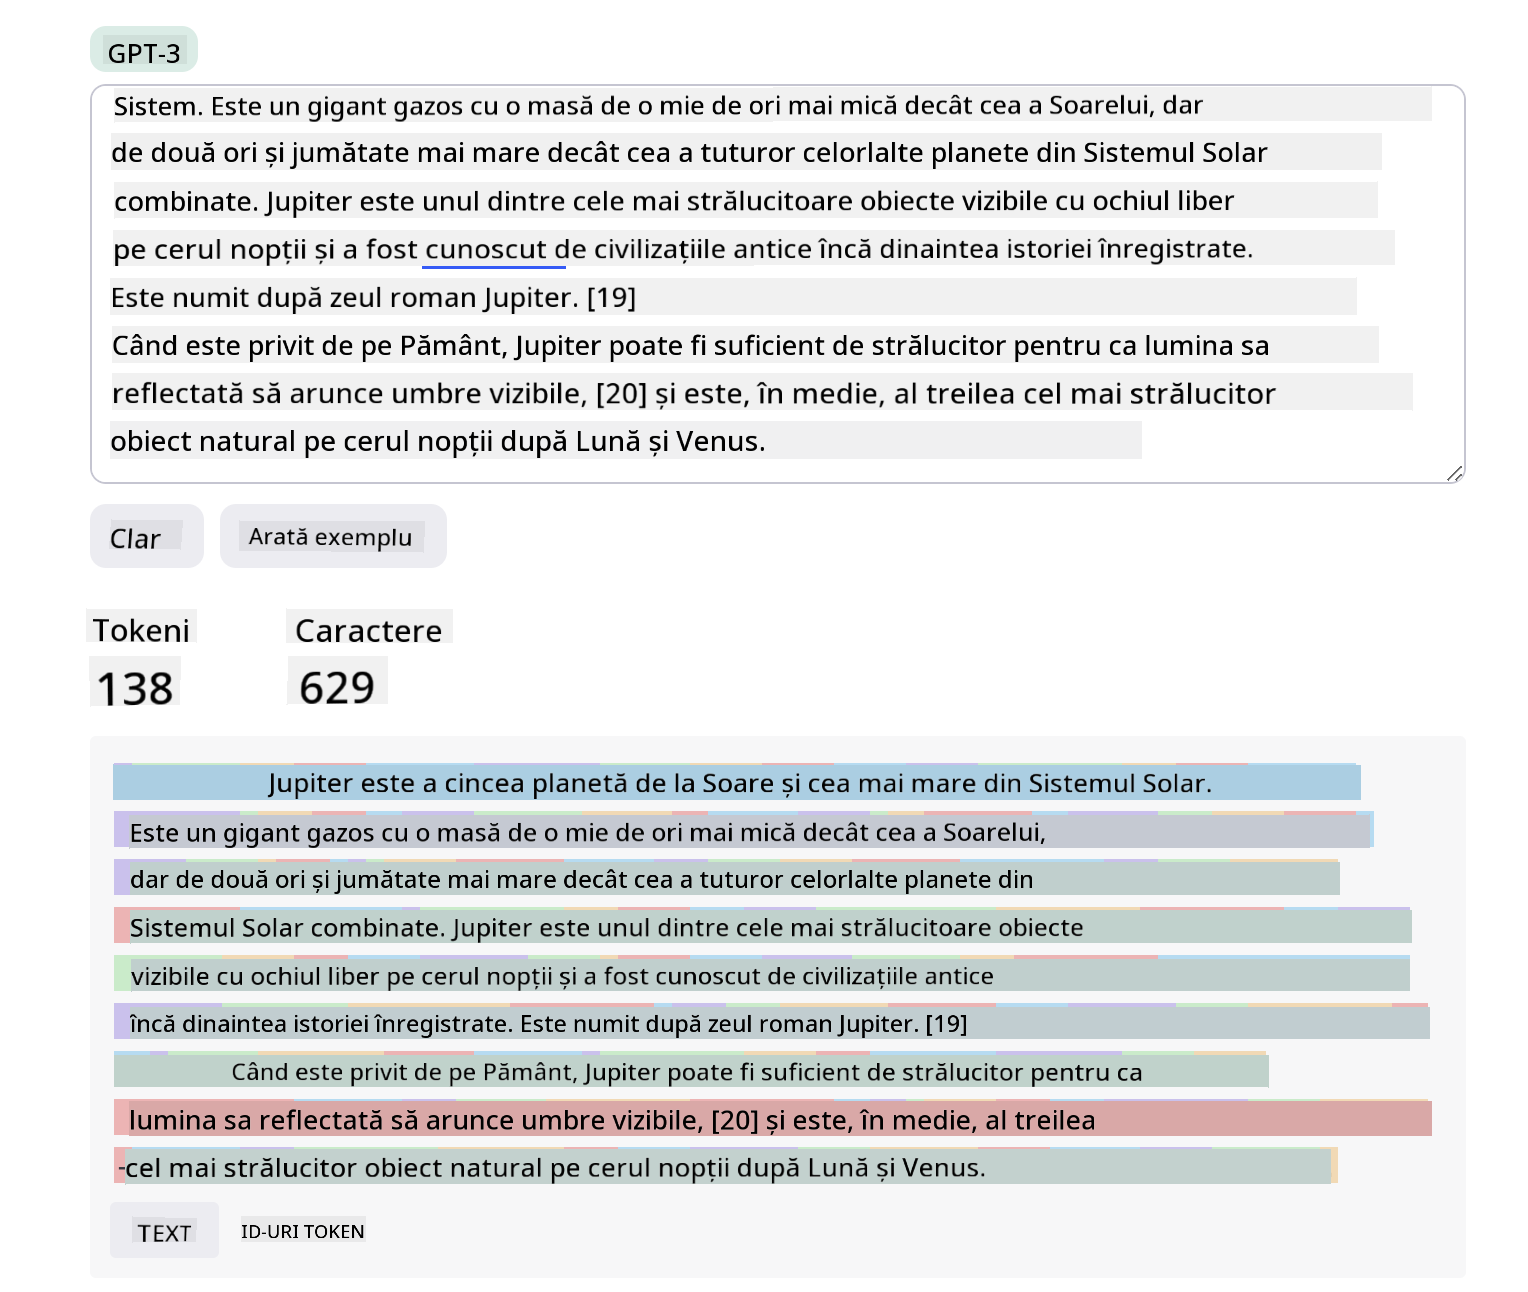 GPT-3
Sistem. Este un gigant gazos cu o masă de o mie de ori mai mică decât cea a Soarelui, dar
de două ori și jumătate mai mare decât cea a tuturor celorlalte planete din Sistemul Solar
combinate. Jupiter este unul dintre cele mai strălucitoare obiecte vizibile cu ochiul liber
pe cerul nopții și a fost cunoscut de civilizațiile antice încă dinaintea istoriei înregistrate.
Este numit după zeul roman Jupiter. [19]
Când este privit de pe Pământ, Jupiter poate fi suficient de strălucitor pentru ca lumina sa
reflectată să arunce umbre vizibile, [20] și este, în medie, al treilea cel mai strălucitor
obiect natural pe cerul nopții după Lună și Venus.
Clar Arată exemplu
Tokeni Caractere
138 629
Jupiter este a cincea planetă de la Soare și cea mai mare din Sistemul Solar.
Este un gigant gazos cu o masă de o mie de ori mai mică decât cea a Soarelui,
dar de două ori și jumătate mai mare decât cea a tuturor celorlalte planete din
Sistemul Solar combinate. Jupiter este unul dintre cele mai strălucitoare obiecte
vizibile cu ochiul liber pe cerul nopții și a fost cunoscut de civilizațiile antice
încă dinaintea istoriei înregistrate. Este numit după zeul roman Jupiter. [19]
Când este privit de pe Pământ, Jupiter poate fi suficient de strălucitor pentru ca
lumina sa reflectată să arunce umbre vizibile, [20] și este, în medie, al treilea
-cel mai strălucitor obiect natural pe cerul nopții după Lună și Venus.
TEXT ID-URI TOKEN